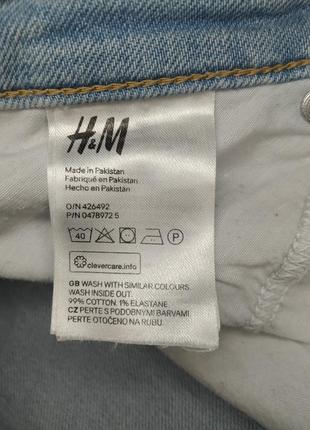 H&M
Made in Pakistan
Fabriqué en Pakistan
Hecho en Pakistan
O/N 426492
P/N 0478972 5
40 P
clevercare.info
GB WASH WITH SIMILAR COLOURS.
WASH INSIDE OUT.
99% COTTON. 1% ELASTANE.
CZ PERTE S PODOBNÝMI BARVAMI
PERTE OTOČENO NA RUBU.